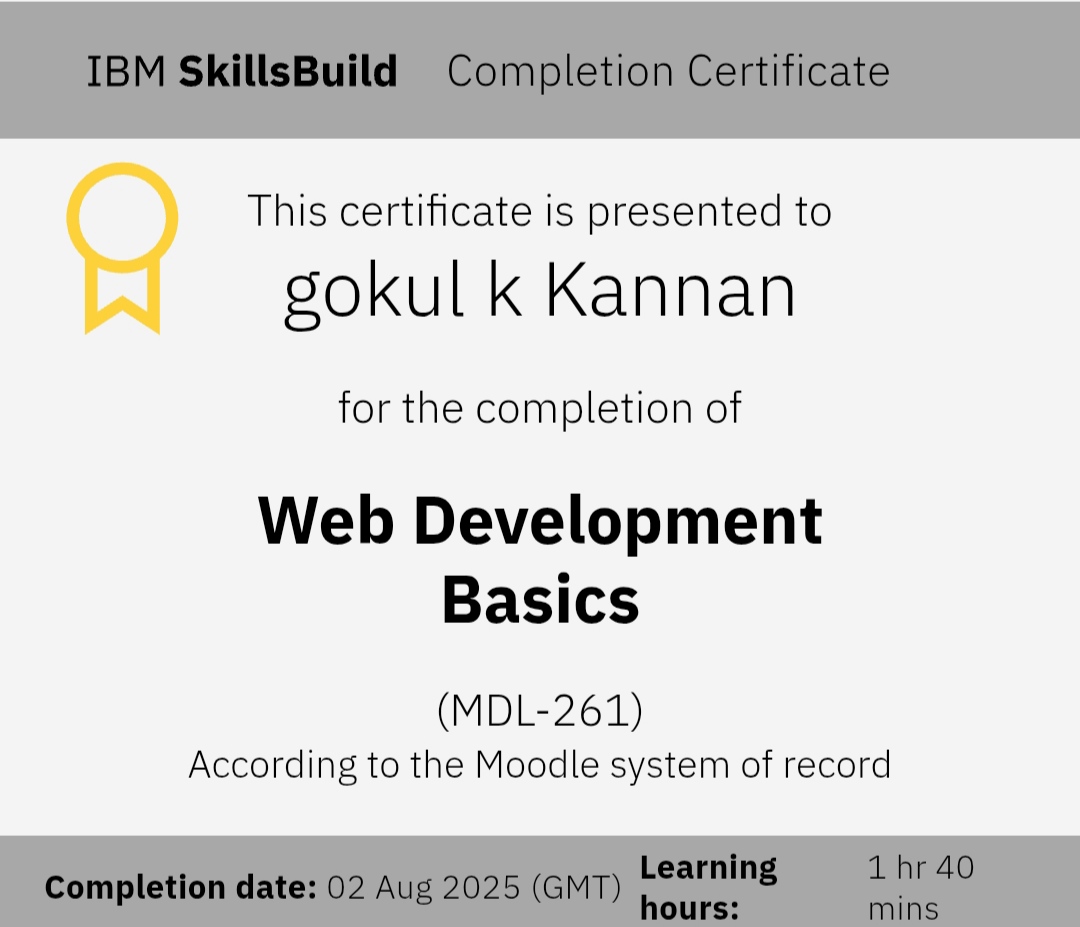 IBM SkillsBuild Completion Certificate
This certificate is presented to
gokul k Kannan
for the completion of
Web Development
Basics
(MDL-261)
According to the Moodle system of record
Completion date: 02 Aug 2025 (GMT)
Learning
hours:
1 hr 40
mins